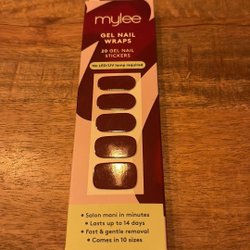 mylee
GEL NAIL
WRAPS
20 GEL NAIL
STICKERS
No LED/UV lamp required
• Salon mani in minutes
• Lasts up to 14 days
• Fast & gentle removal
• Comes in 10 sizes